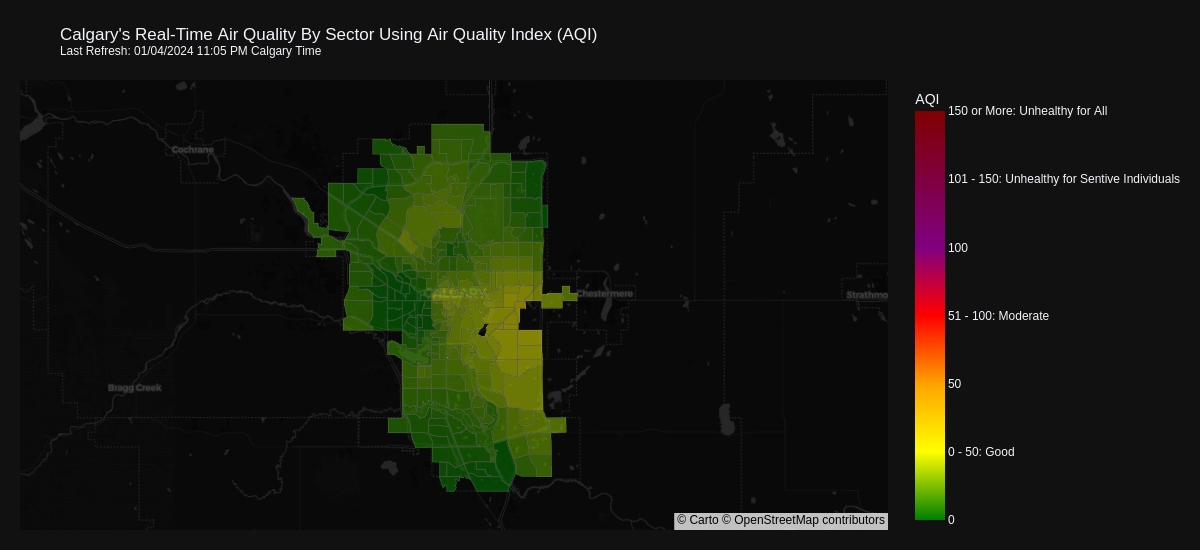 Calgary's Real-Time Air Quality By Sector Using Air Quality Index (AQI)
Last Refresh: 01/04/2024 11:05 PM Calgary Time
AQI
150 or More: Unhealthy for All
101 - 150: Unhealthy for Sentive Individuals
100
51 - 100: Moderate
50
0 - 50: Good
0
Cochrane
CALGARY
Chestermere
Strathmo
Bragg Creek
© Carto © OpenStreetMap contributors